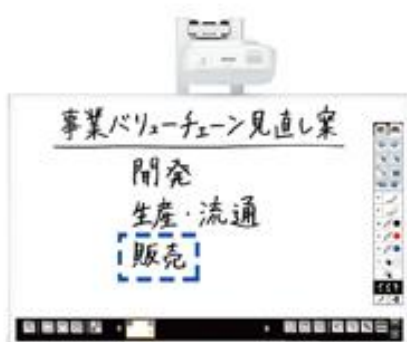 事業バリューチェーン見直し案
開発
生産・流通
販売